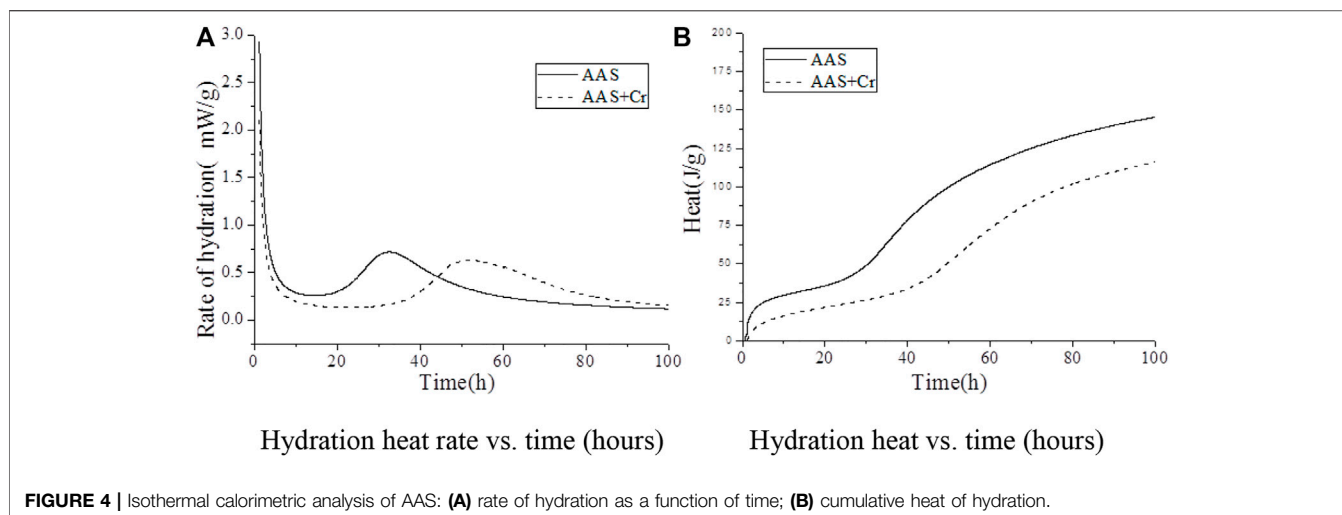 A
3.0
2.5
2.0
1.5
1.0
0.5
0.0
Rate of hydration( mW/g)
AAS
AAS+Cr
0 20 40 60 80 100
Time(h)
Hydration heat rate vs. time (hours)
B
200
175
150
125
100
75
50
25
0
Heat(J/g)
AAS
AAS+Cr
0 20 40 60 80 100
Time(h)
Hydration heat vs. time (hours)
FIGURE 4 | Isothermal calorimetric analysis of AAS: (A) rate of hydration as a function of time; (B) cumulative heat of hydration.